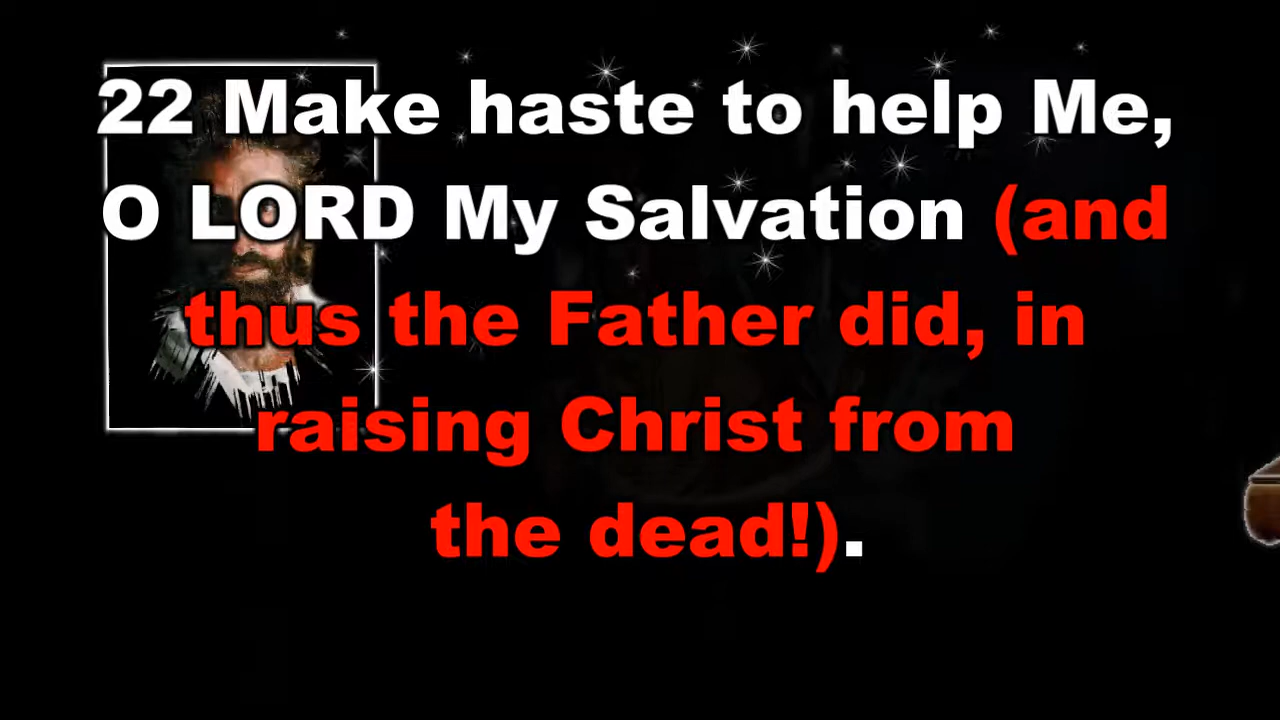 22 Make haste to help Me,
O LORD My Salvation (and
thus the Father did, in
raising Christ from
the dead!).